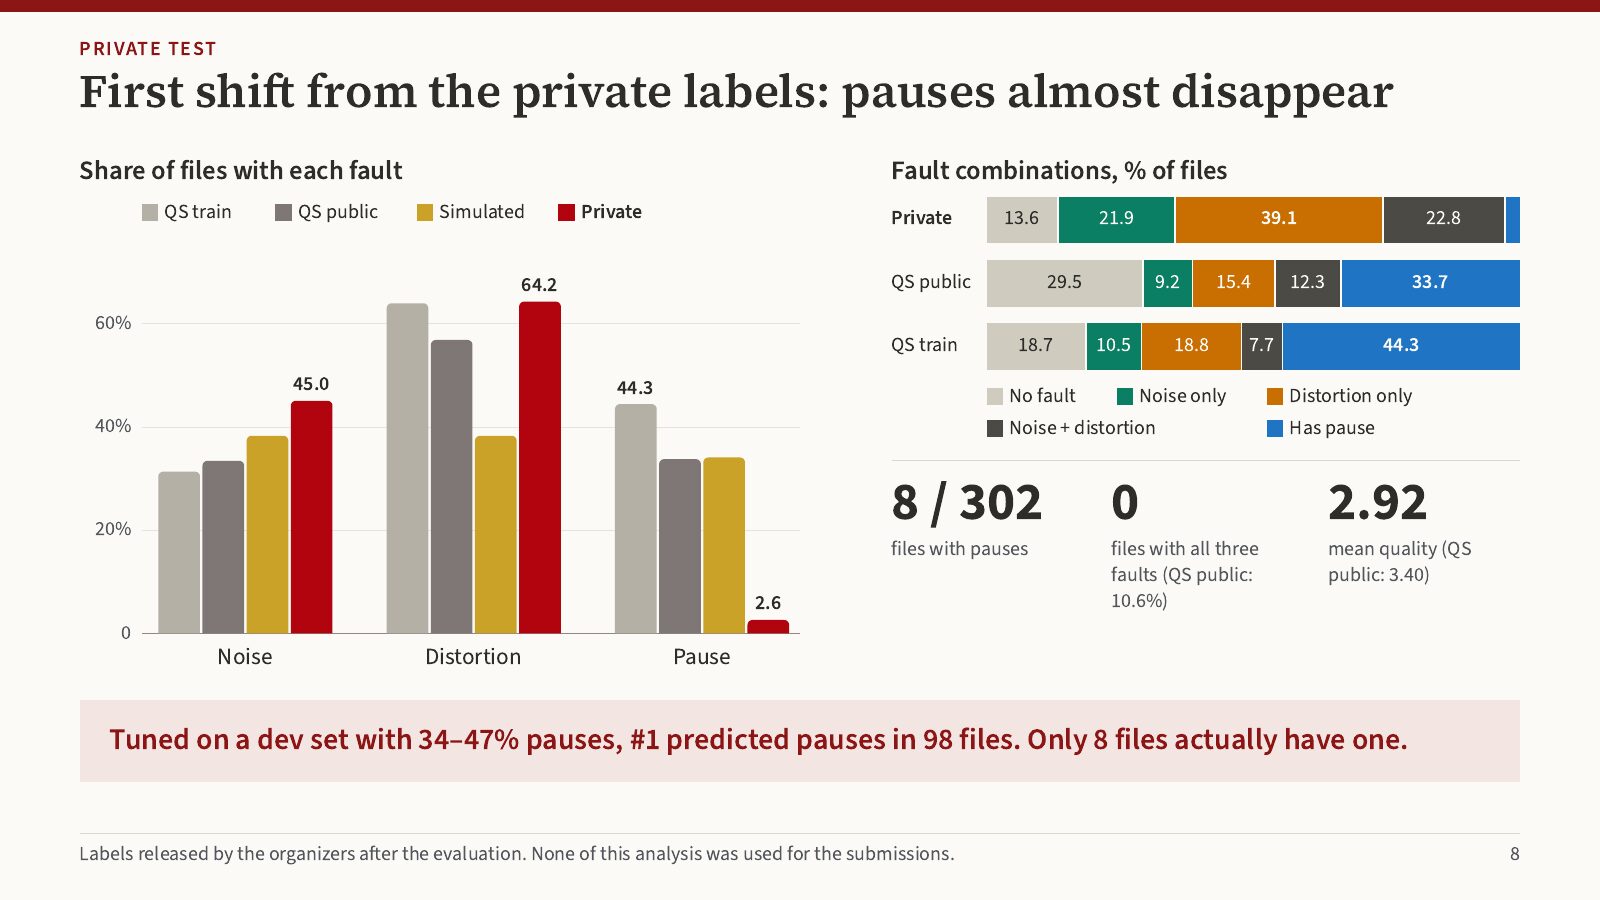 PRIVATE TEST
First shift from the private labels: pauses almost disappear
Share of files with each fault
QS train QS public Simulated Private
60%
40%
20%
0
45.0
64.2
44.3
2.6
Noise Distortion Pause
Fault combinations, % of files
Private 13.6 21.9 39.1 22.8
QS public 29.5 9.2 15.4 12.3 33.7
QS train 18.7 10.5 18.8 7.7 44.3
No fault Noise only Distortion only
Noise + distortion Has pause
8 / 302
files with pauses
0
files with all three
faults (QS public:
10.6%)
2.92
mean quality (QS
public: 3.40)
Tuned on a dev set with 34–47% pauses, #1 predicted pauses in 98 files. Only 8 files actually have one.
Labels released by the organizers after the evaluation. None of this analysis was used for the submissions.
8